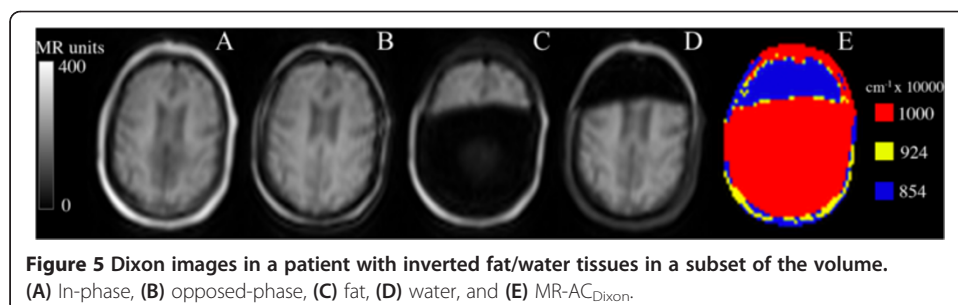 MR units
400
0
A
B
C
D
E
cm⁻¹ x 10000
1000
924
854
Figure 5 Dixon images in a patient with inverted fat/water tissues in a subset of the volume.
(A) In-phase, (B) opposed-phase, (C) fat, (D) water, and (E) MR-ACDixon.